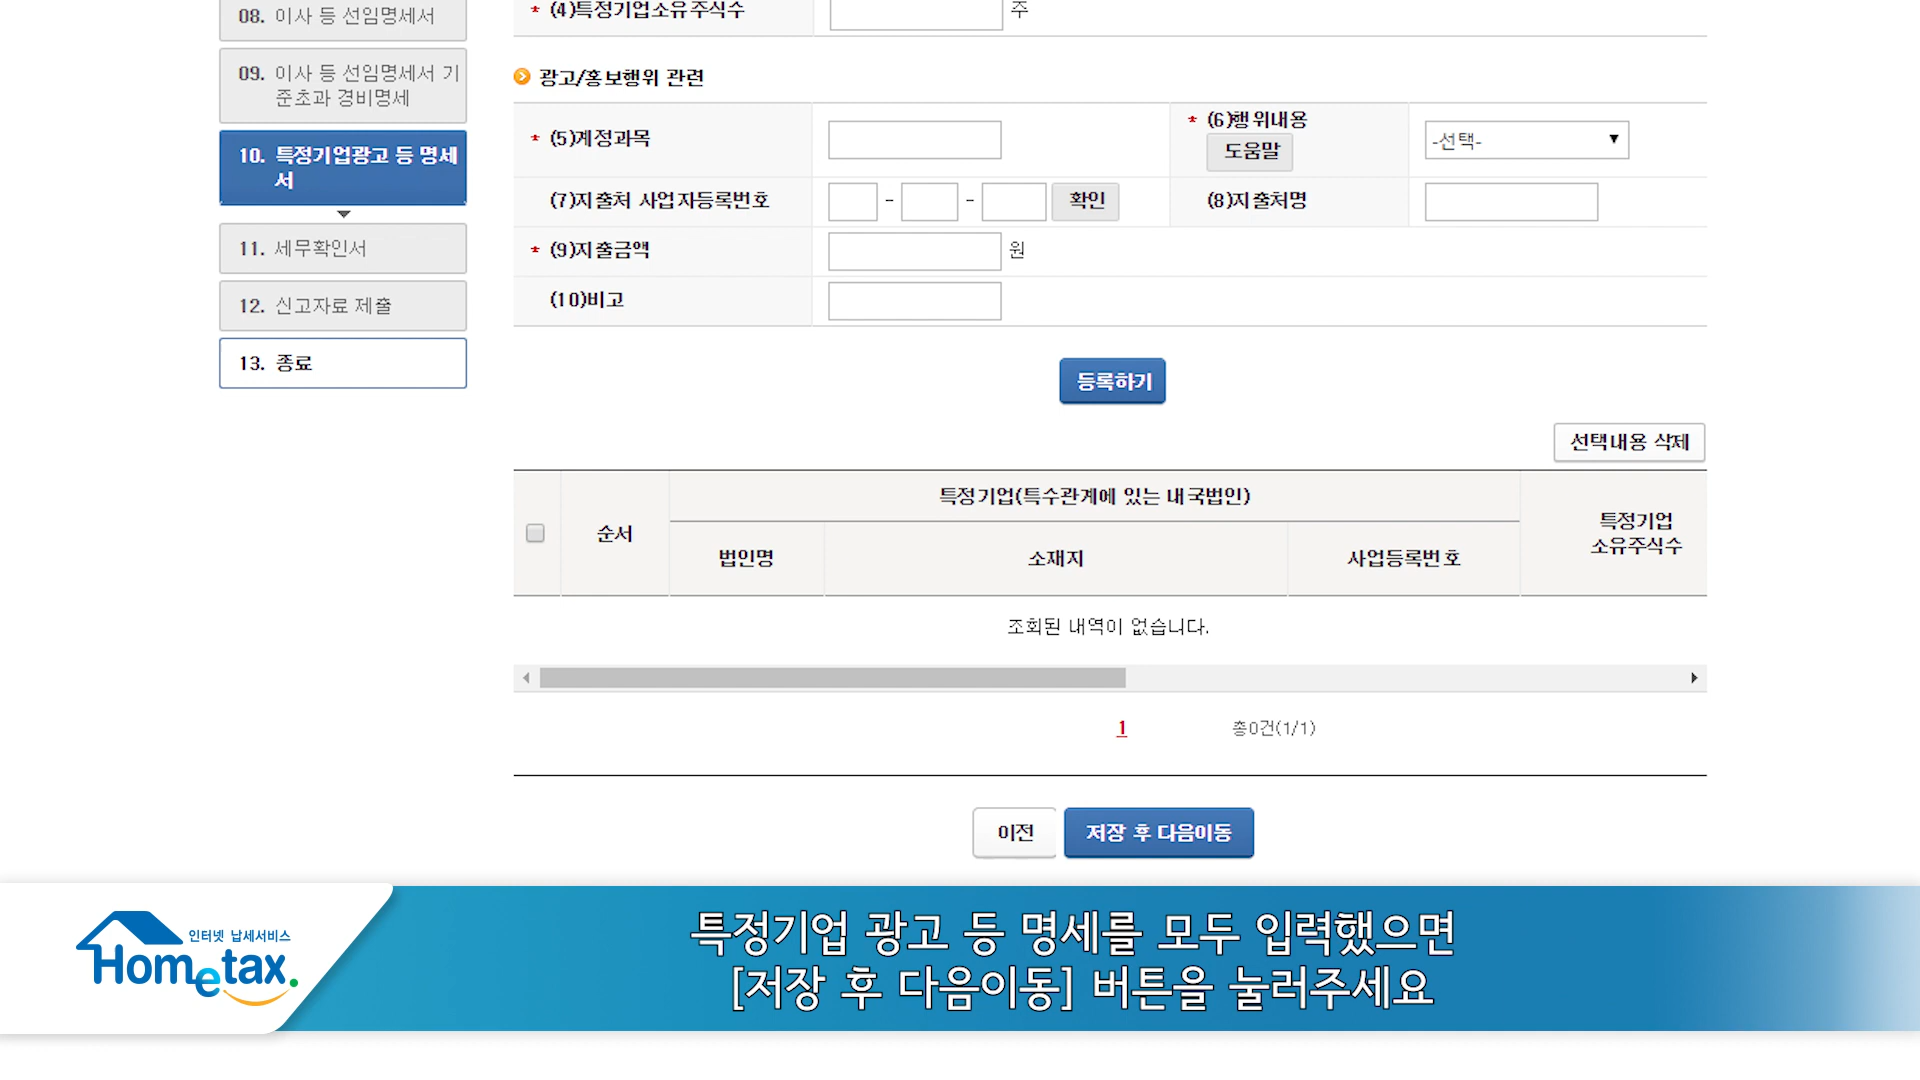 08. 이사 등 선임명세서
09. 이사 등 선임명세서 기
준초과 경비명세
10. 특정기업광고 등 명세
서
11. 세무확인서
12. 신고자료 제출
13. 종료
* (4)특정기업소유주식수 주
광고/홍보행위 관련
* (5)계정과목
* (6)행위내용
도움말
-선택- ▼
(7)지출처 사업자등록번호 - - 확인
(8)지출처명
* (9)지출금액 원
(10)비고
등록하기
선택내용 삭제
순서
특정기업(특수관계에 있는 내국법인)
법인명 소재지 사업등록번호
특정기업
소유주식수
조회된 내역이 없습니다.
1 총0건(1/1)
이전 저장 후 다음이동
인터넷 납세서비스
Hometax.
특정기업 광고 등 명세를 모두 입력했으면
[저장 후 다음이동] 버튼을 눌러주세요